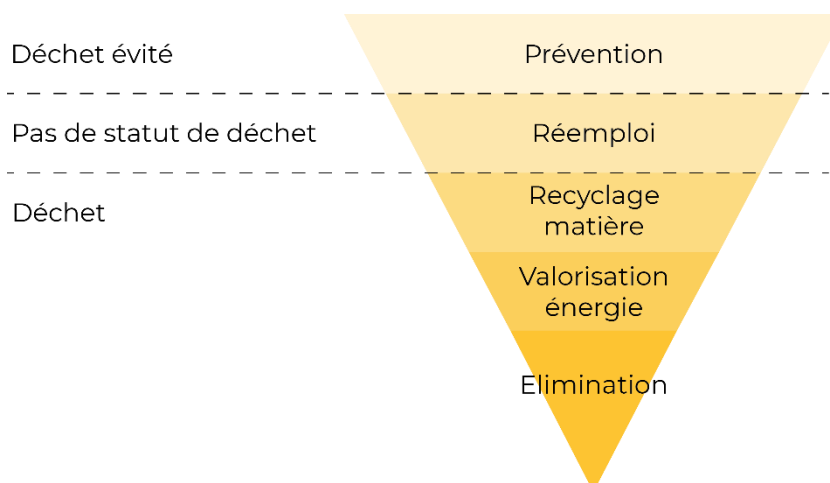 Déchet évité
Prévention
Pas de statut de déchet
Réemploi
Déchet
Recyclage
matière
Valorisation
énergie
Elimination